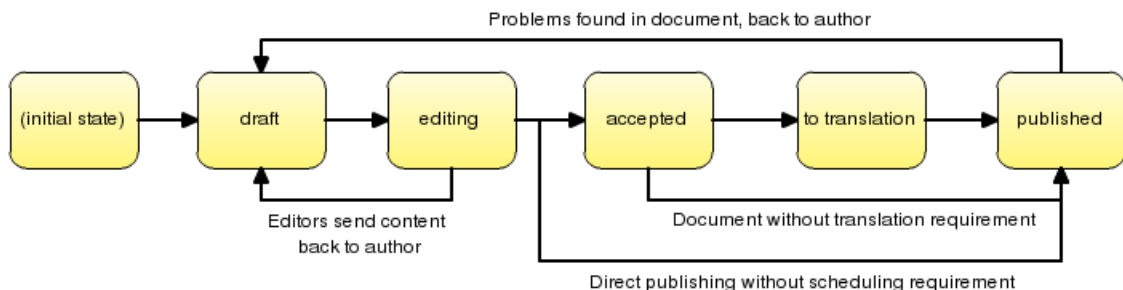 Problems found in document, back to author
(initial state)
draft
editing
accepted
to translation
published
Editors send content
back to author
Document without translation requirement
Direct publishing without scheduling requirement